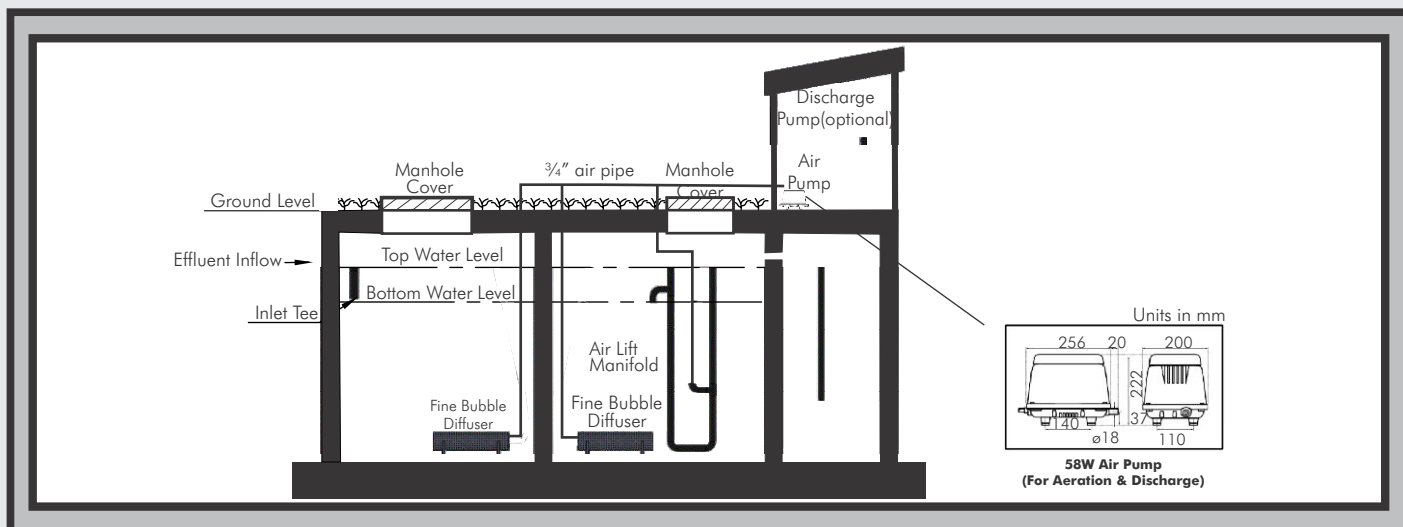 Discharge
Pump(optional)
Manhole
Cover
¾” air pipe
Manhole
Cover
Air
Pump
Ground Level
Effluent Inflow
Top Water Level
Bottom Water Level
Inlet Tee
Air Lift
Manifold
Fine Bubble
Diffuser
Fine Bubble
Diffuser
Units in mm
256
20
200
222
37
140
ø18
110
58W Air Pump
(For Aeration & Discharge)